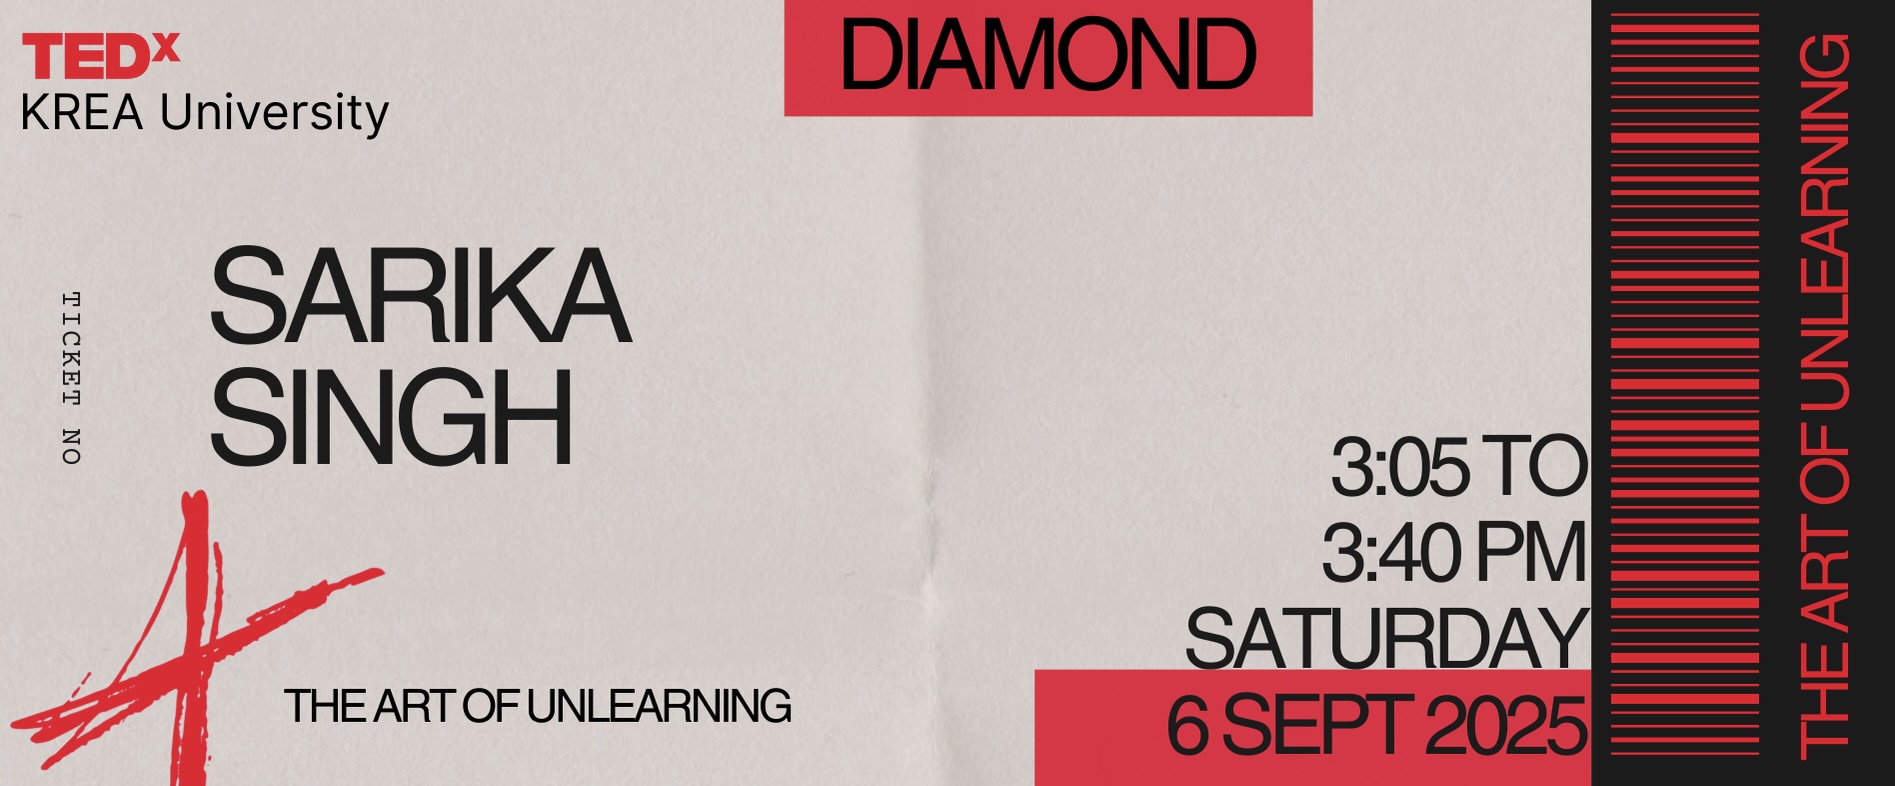 TEDx
KREA University
DIAMOND
TICKET NO
SARIKA
SINGH
THE ART OF UNLEARNING
3:05 TO
3:40 PM
SATURDAY
6 SEPT 2025
THE ART OF UNLEARNING